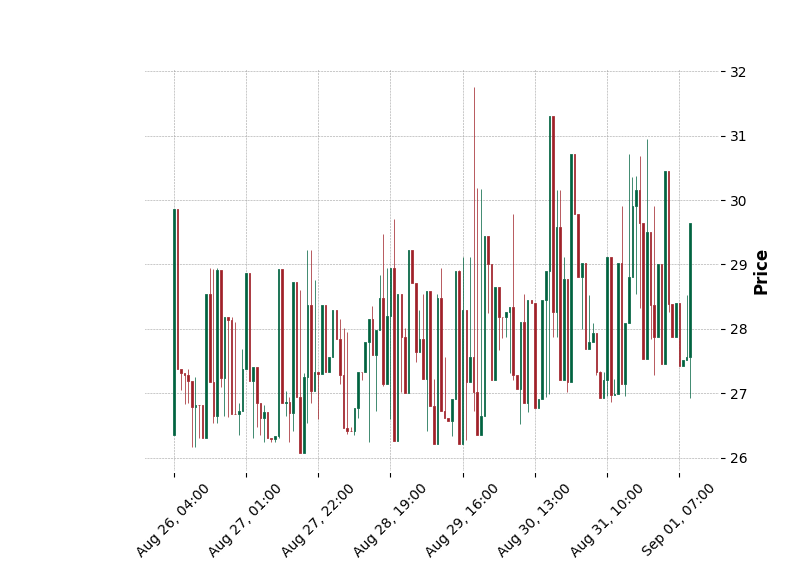 32
31
30
29
28
27
26
Price
Aug 26, 04:00
Aug 27, 01:00
Aug 27, 22:00
Aug 28, 19:00
Aug 29, 16:00
Aug 30, 13:00
Aug 31, 10:00
Sep 01, 07:00